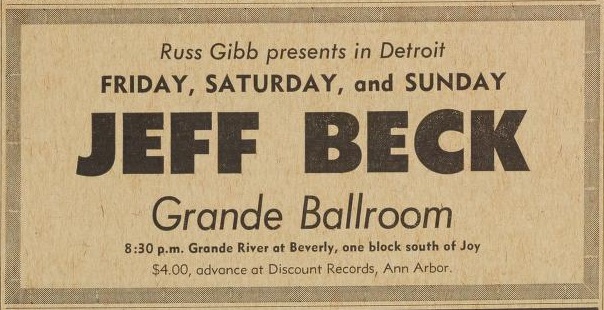 Russ Gibb presents in Detroit
FRIDAY, SATURDAY, and SUNDAY
JEFF BECK
Grande Ballroom
8:30 p.m. Grande River at Beverly, one block south of Joy
$4.00, advance at Discount Records, Ann Arbor.